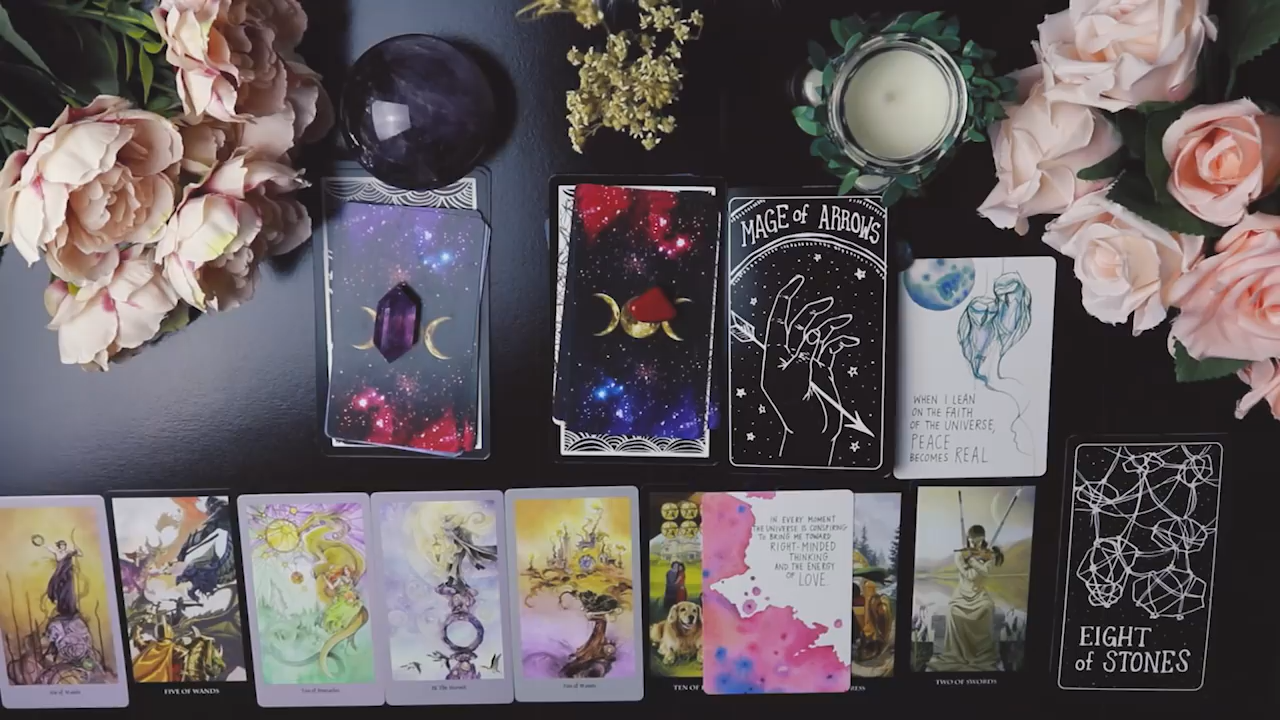 MAGE of ARROWS
WHEN I LEAN
ON THE FAITH
OF THE UNIVERSE,
PEACE
BECOMES REAL
IN EVERY MOMENT
THE UNIVERSE IS CONSPIRING
TO BRING ME TOWARD
RIGHT-MINDED
THINKING
AND THE ENERGY
OF LOVE.
FIVE OF WANDS
TEN OF
TWO OF SWORDS
EIGHT
of STONES